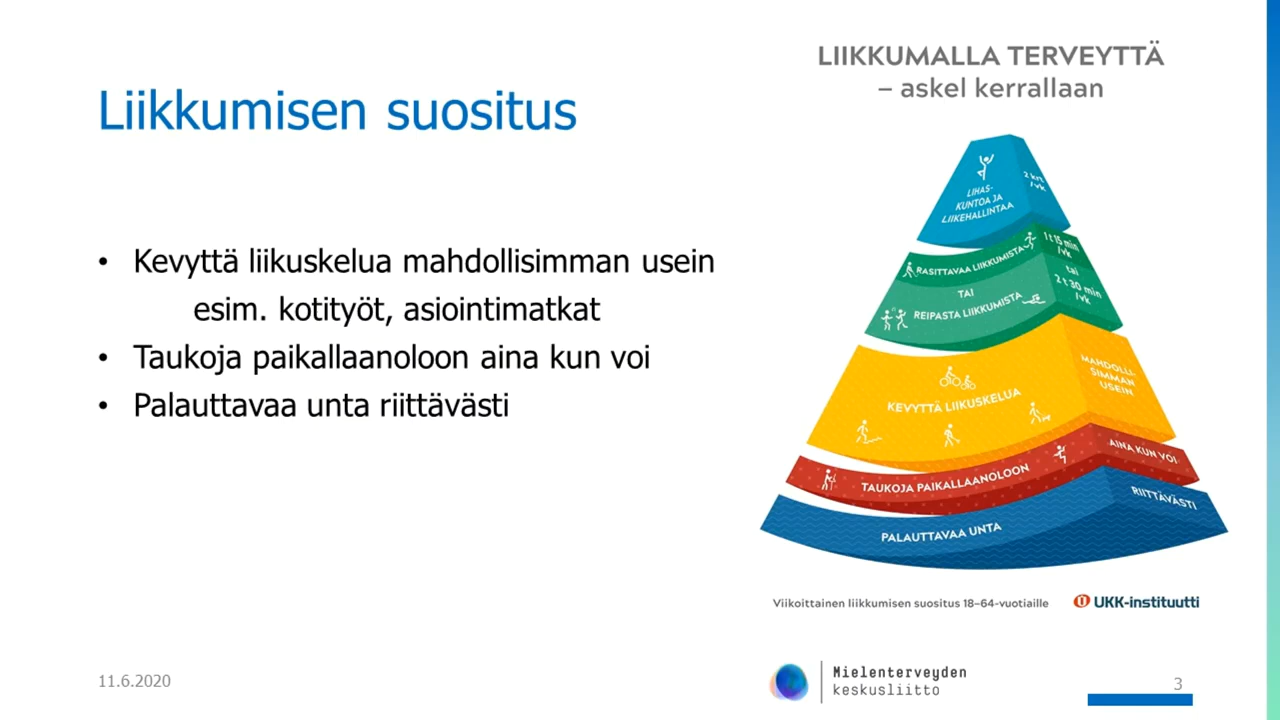 Liikkumisen suositus
• Kevyttä liikuskelua mahdollisimman usein
esim. kotityöt, asiointimatkat
• Taukoja paikallaanoloon aina kun voi
• Palauttavaa unta riittävästi
LIIKKUMALLA TERVEYTTÄ
– askel kerrallaan
LIHAS-
KUNTOA JA
LIIKEHALLINTAA
2 krt
/vk
RASITTAVAA LIIKKUMISTA
1 t 15 min
/vk
TAI
tai
REIPASTA LIIKKUMISTA
2 t 30 min
/vk
KEVYTTÄ LIIKUSKELUA
MAHDOLLI-
SIMMAN
USEIN
TAUKOJA PAIKALLAANOLOON
AINA KUN VOI
PALAUTTAVAA UNTA
RIITTÄVÄSTI
Viikoittainen liikkumisen suositus 18–64-vuotiaille
UKK-instituutti
11.6.2020
Mielenterveyden
keskusliitto
3